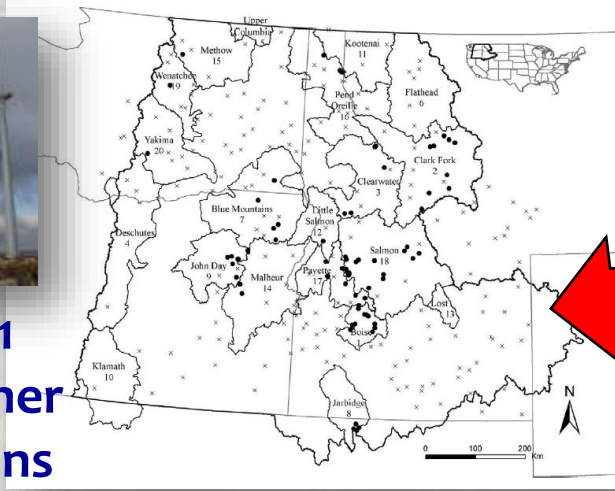 Upper
Columbia
Methow
15
Kootenai
11
Wenatchee
19
Flathead
6
Pend
Oreille
16
Yakima
20
Clark Fork
2
Clearwater
3
Blue Mountains
7
Little
Salmon
12
Deschutes
4
Salmon
18
John Day
9
Malheur
14
Payette
17
Lost
13
Boise
1
Klamath
10
Jarbidge
8
N
0 100 200
Km
1
ner
ns